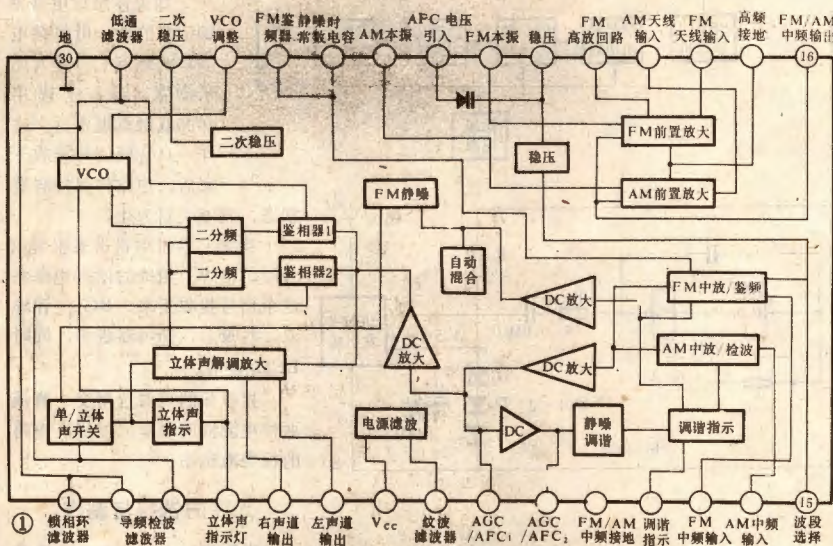 地
低通
滤波器
二次
稳压
VCO
调整
FM鉴
频器
静噪时
常数电容
AM本振
AFC 电压
引入
FM本振
稳压
FM
高放回路
AM天线
输入
FM
天线输入
高频
接地
FM/AM
中频输出
30
16
VCO
二次稳压
稳压
FM前置放大
AM前置放大
FM静噪
二分频
鉴相器1
二分频
鉴相器2
自动
混合
DC放大
FM中放/鉴频
DC
放大
DC放大
AM中放/检波
立体声解调放大
单/立体
声开关
立体声
指示
电源滤波
DC
静噪
调谐
调谐指示
1
15
①
锁相环
滤波器
导频检波
滤波器
立体声
指示灯
右声道
输出
左声道
输出
Vcc
纹波
滤波器
AGC
/AFC₁
AGC
/AFC₂
FM/AM
中频接地
调谐
指示
FM
中频输入
AM中频
输入
波段
选择